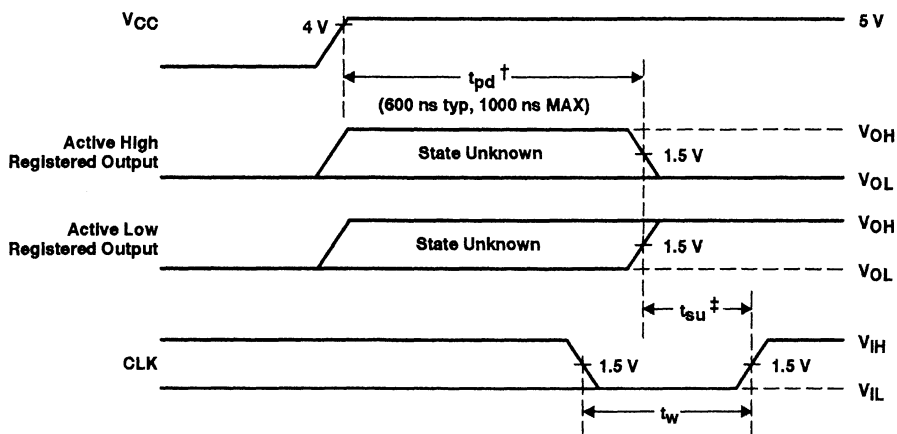 VCC
4 V
5 V
tpd †
(600 ns typ, 1000 ns MAX)
Active High
Registered Output
State Unknown
1.5 V
VOH
VOL
Active Low
Registered Output
State Unknown
1.5 V
VOH
VOL
tsu ‡
CLK
1.5 V
1.5 V
VIH
VIL
tw